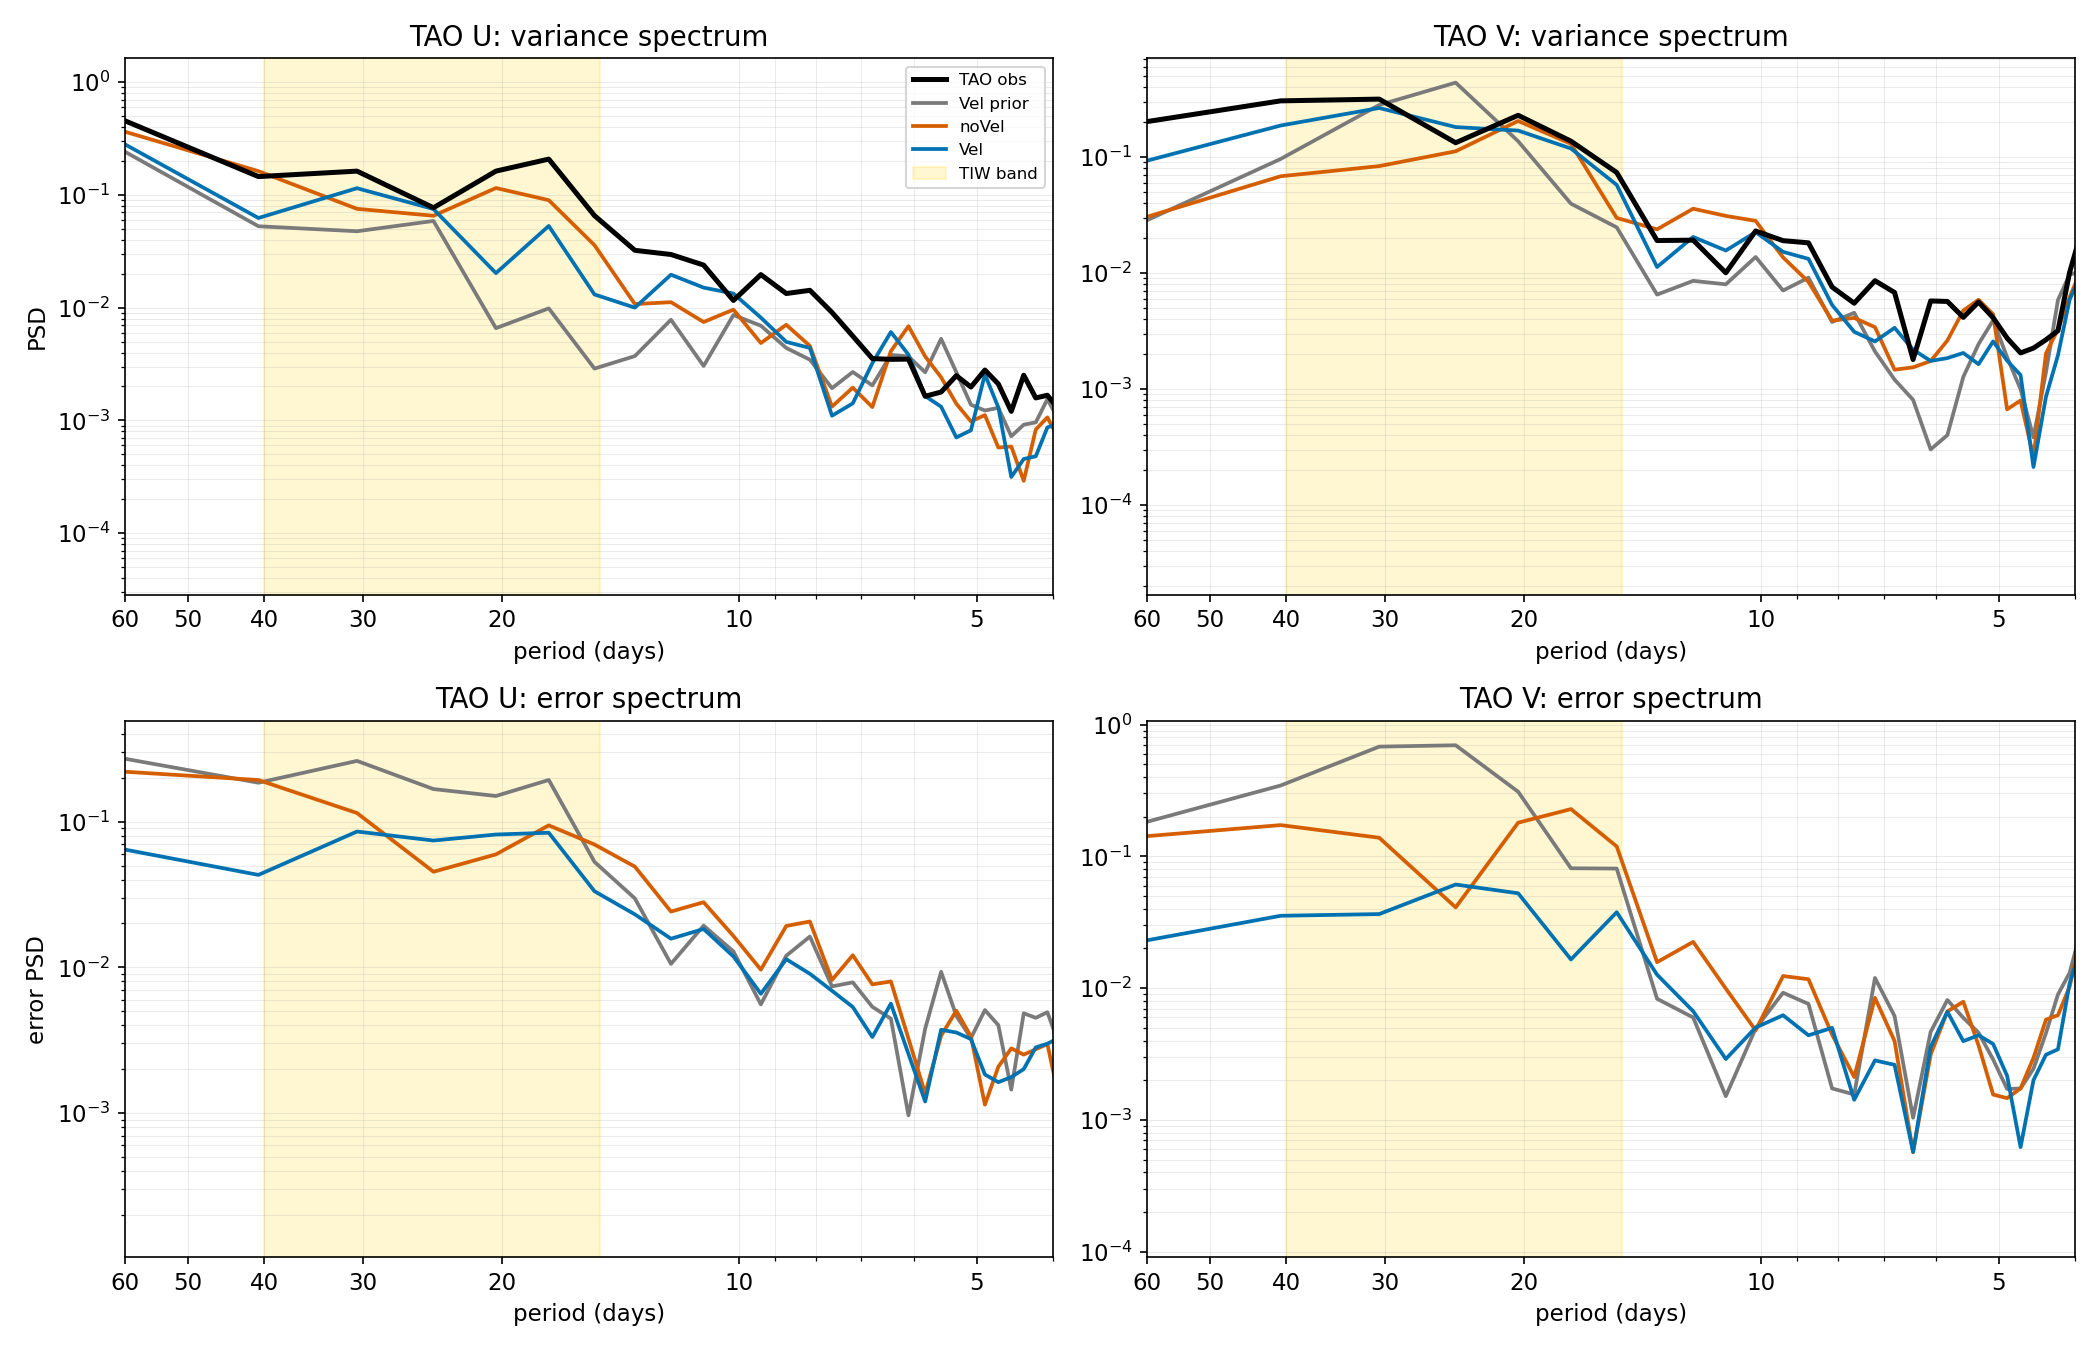 TAO U: variance spectrum
PSD
10⁰
10⁻¹
10⁻²
10⁻³
10⁻⁴
TAO obs
Vel prior
noVel
Vel
TIW band
60 50 40 30 20 10 5
period (days)
TAO V: variance spectrum
10⁻¹
10⁻²
10⁻³
10⁻⁴
60 50 40 30 20 10 5
period (days)
TAO U: error spectrum
error PSD
10⁻¹
10⁻²
10⁻³
60 50 40 30 20 10 5
period (days)
TAO V: error spectrum
10⁰
10⁻¹
10⁻²
10⁻³
10⁻⁴
60 50 40 30 20 10 5
period (days)